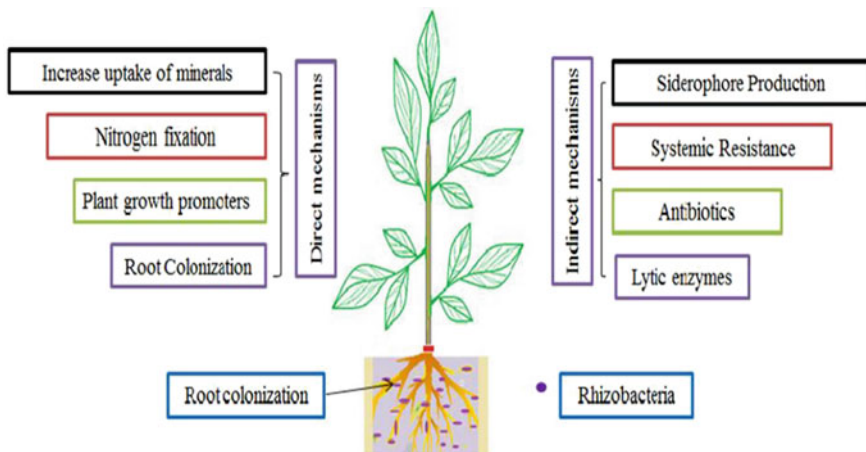 Increase uptake of minerals
Nitrogen fixation
Plant growth promoters
Root Colonization
Direct mechanisms
Indirect mechanisms
Siderophore Production
Systemic Resistance
Antibiotics
Lytic enzymes
Root colonization
Rhizobacteria